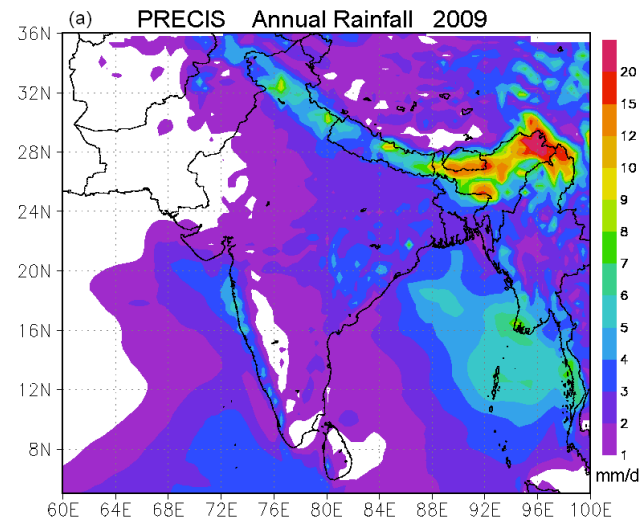 (a) PRECIS Annual Rainfall 2009
36N
32N
28N
24N
20N
16N
12N
8N
60E 64E 68E 72E 76E 80E 84E 88E 92E 96E 100E
20
15
12
10
9
8
7
6
5
4
3
2
1
mm/d